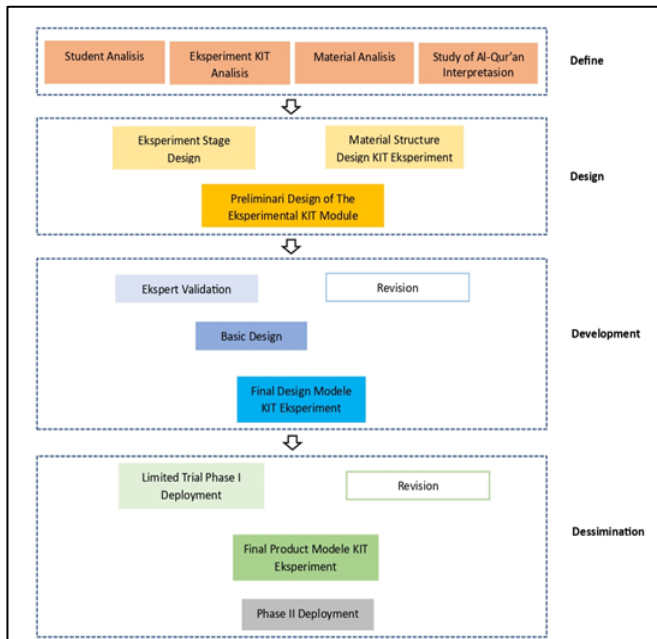 Student Analisis
Eksperiment KIT
Analysis
Material Analisis
Study of Al-Qur'an
Interpretasion
Define
Eksperiment Stage
Design
Material Structure
Design KIT Eksperiment
Preliminari Design of The
Eksperimental KIT Module
Design
Ekspert Validation
Revision
Basic Design
Final Design Modele
KIT Eksperiment
Development
Limited Trial Phase I
Deployment
Revision
Final Product Modele KIT
Eksperiment
Phase II Deployment
Dessimination